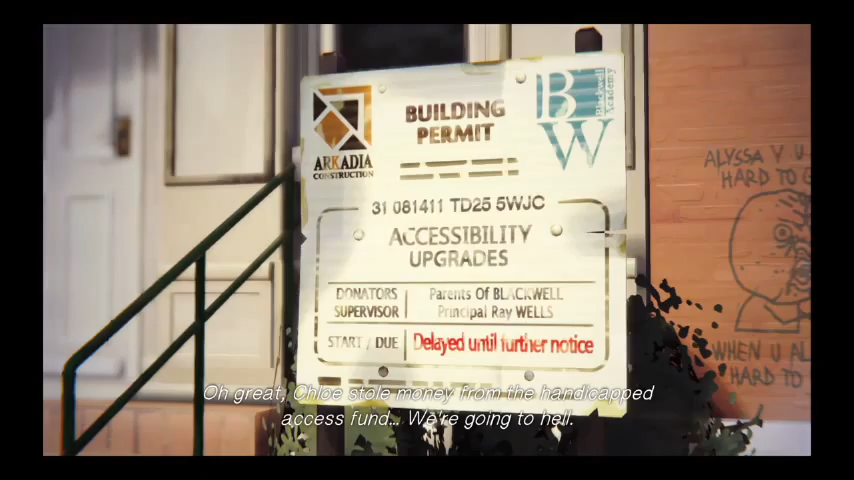 ARKADIA
CONSTRUCTION
BUILDING
PERMIT
BW
Blackwell
Academy
31 081411 TD25 5WJC
ACCESSIBILITY
UPGRADES
DONATORS Parents Of BLACKWELL
SUPERVISOR Principal Ray WELLS
START / DUE Delayed until further notice
ALYSSA Y U
HARD TO G
WHEN U AL
HARD TO
Oh great, Chloe stole money from the handicapped
access fund... We're going to hell.